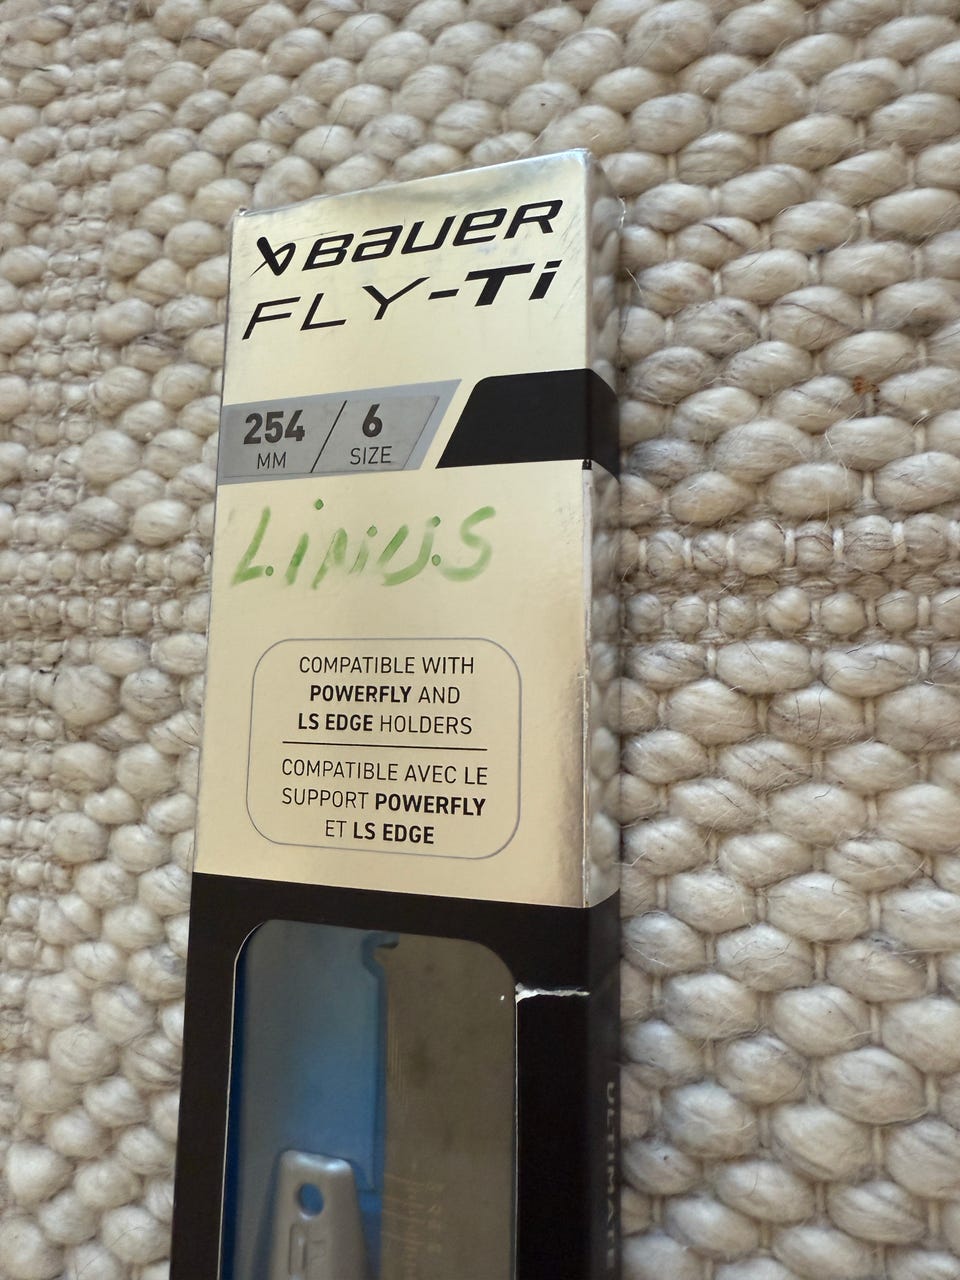 BAUER
FLY-Ti
254 / 6
MM SIZE
LINUS
COMPATIBLE WITH
POWERFLY AND
LS EDGE HOLDERS
COMPATIBLE AVEC LE
SUPPORT POWERFLY
ET LS EDGE
ULTIMATE